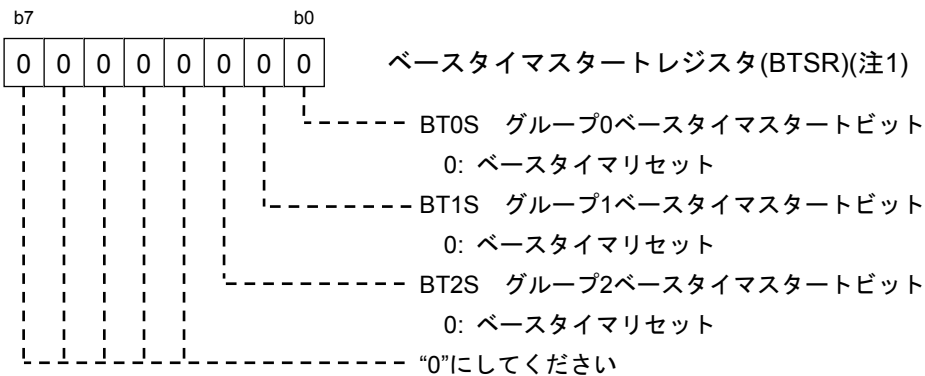 b7 b0
0 0 0 0 0 0 0 0 ベースタイマスタートレジスタ(BTSR)(注1)
BT0S グループ0ベースタイマスタートビット
0: ベースタイマリセット
BT1S グループ1ベースタイマスタートビット
0: ベースタイマリセット
BT2S グループ2ベースタイマスタートビット
0: ベースタイマリセット
“0”にしてください